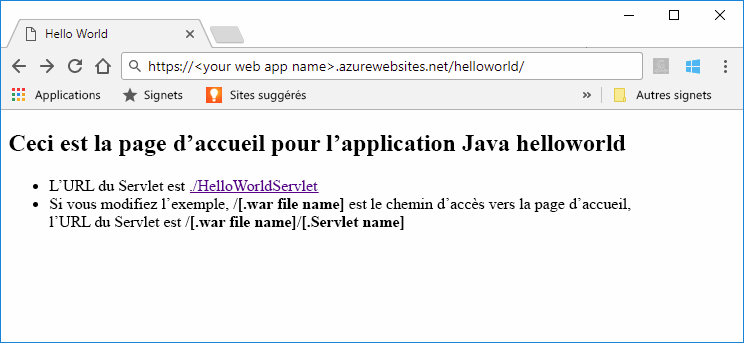 Hello World
https://<your web app name>.azurewebsites.net/helloworld/
Applications Signets Sites suggérés » Autres signets
Ceci est la page d’accueil pour l’application Java helloworld
• L’URL du Servlet est ./HelloWorldServlet
• Si vous modifiez l’exemple, /[.war file name] est le chemin d’accès vers la page d’accueil,
l’URL du Servlet est /[.war file name]/[.Servlet name]